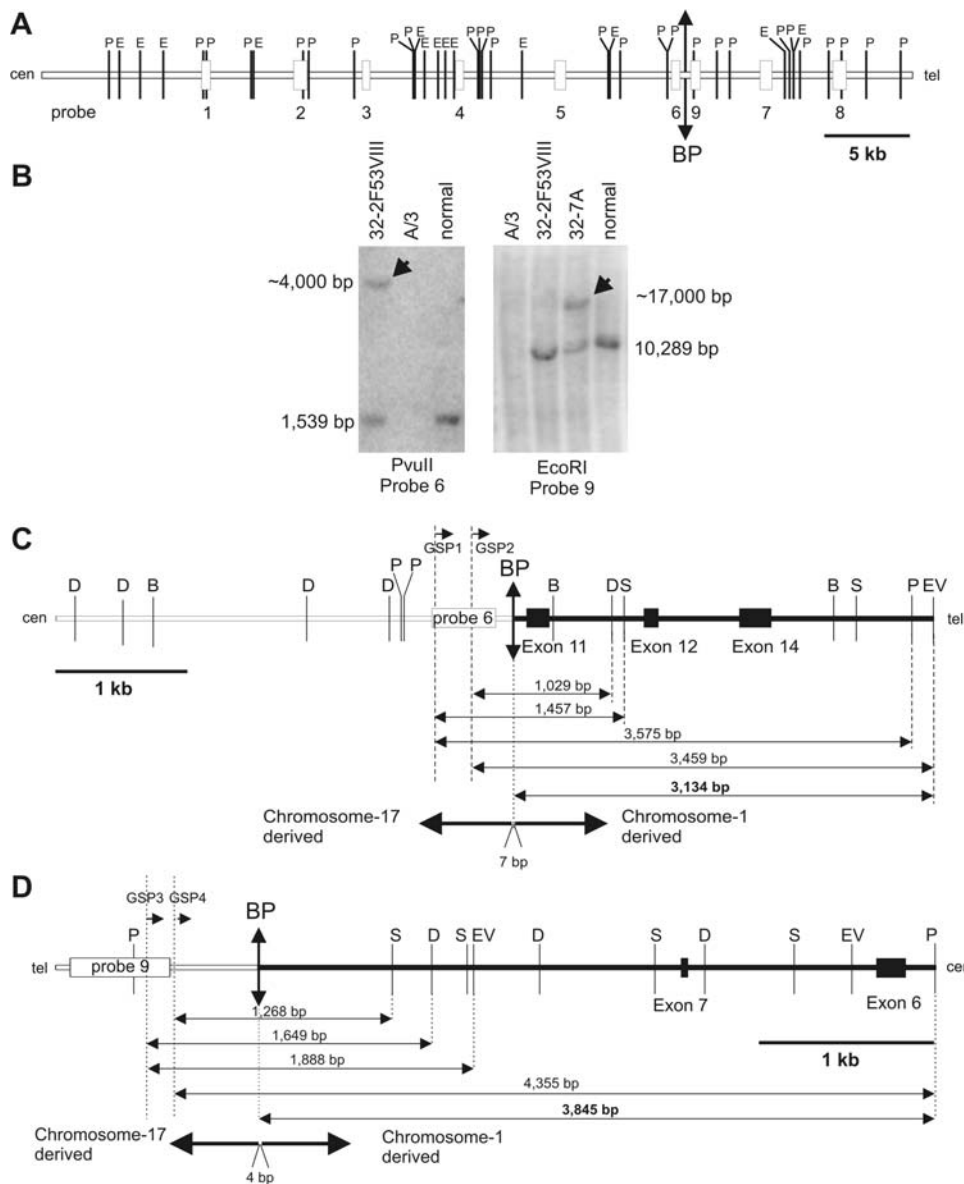 A
P E E E P P P E P P P P P E E E E P P P E P P P P P P P P P E P P E P P P P
cen tel
probe 1 2 3 4 5 6 9 7 8
BP
5 kb
B
32-2F53VIII A/3 normal
A/3 32-2F53VIII 32-7A normal
~4,000 bp
~17,000 bp
10,289 bp
1,539 bp
PvuII
Probe 6
EcoRI
Probe 9
C
GSP1 GSP2
D D B D D P P BP B D S B S P EV
cen probe 6 tel
Exon 11 Exon 12 Exon 14
1 kb
1,029 bp
1,457 bp
3,575 bp
3,459 bp
3,134 bp
Chromosome-17
derived
Chromosome-1
derived
7 bp
D
GSP3 GSP4
P BP S D S EV D S D S EV P
tel probe 9 cen
Exon 7 Exon 6
1,268 bp
1,649 bp
1 kb
1,888 bp
4,355 bp
3,845 bp
Chromosome-17
derived
Chromosome-1
derived
4 bp